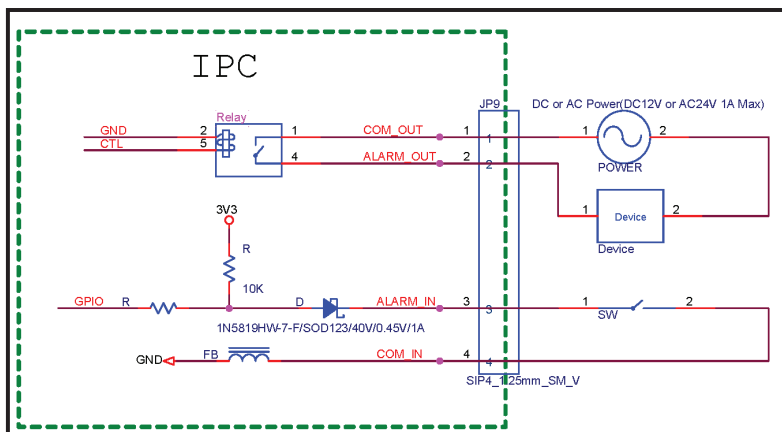 IPC
JP9
DC or AC Power(DC12V or AC24V 1A Max)
Relay
GND 2 1 COM_OUT 1 1 1 2
CTL 5 4 ALARM_OUT 2 2
POWER
1 Device 2
Device
3V3
R
10K
GPIO R D ALARM_IN 3 3 1 2
SW
1N5819HW-7-F/SOD123/40V/0.45V/1A
GND FB COM_IN 4 4
SIP4_1.25mm_SM_V